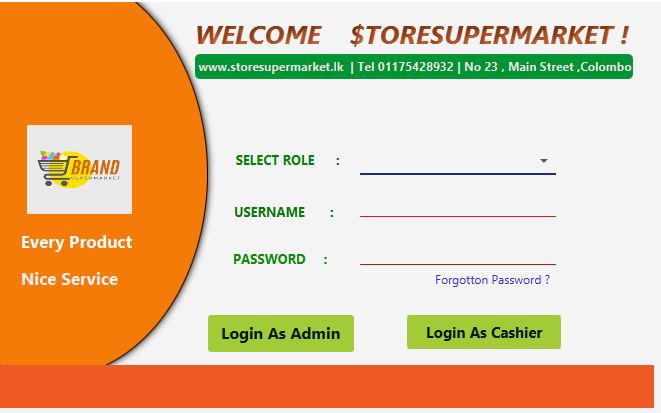 WELCOME $TORESUPERMARKET !
www.storesupermarket.lk | Tel 01175428932 | No 23 , Main Street ,Colombo
BRAND
SUPERMARKET
Every Product
Nice Service
SELECT ROLE :
USERNAME :
PASSWORD :
Forgotton Password ?
Login As Admin
Login As Cashier